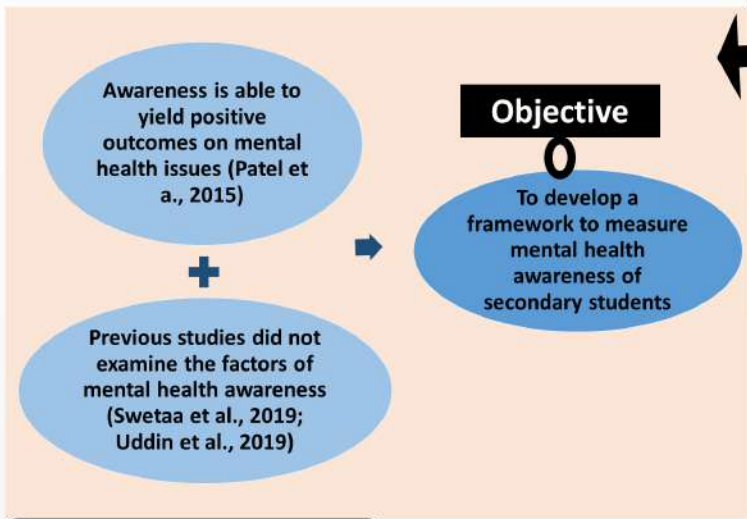 Awareness is able to
yield positive
outcomes on mental
health issues (Patel et
a., 2015)
Previous studies did not
examine the factors of
mental health awareness
(Swetaa et al., 2019;
Uddin et al., 2019)
Objective
To develop a
framework to measure
mental health
awareness of
secondary students